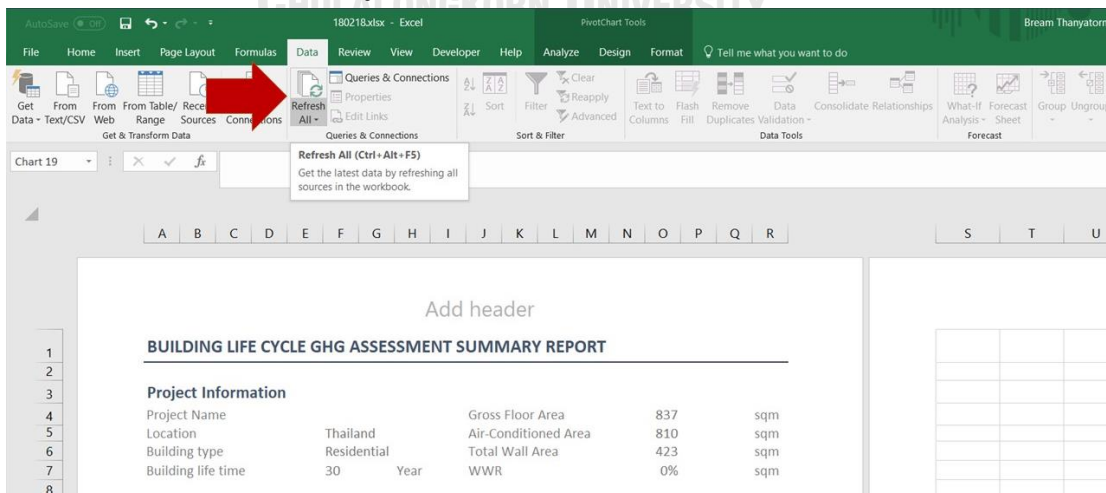 CHULALONGKORN UNIVERSITY
AutoSave Off 180218.xlsx - Excel PivotChart Tools Bream Thanyatorn
File Home Insert Page Layout Formulas Data Review View Developer Help Analyze Design Format Tell me what you want to do
Get Data From Text/CSV From Web From Table/ Range Sources Refresh All Queries & Connections Properties Edit Links Sort Filter Clear Reapply Advanced Text to Columns Flash Fill Remove Duplicates Data Validation Consolidate Relationships What-If Analysis Forecast Sheet Group
Get & Transform Data Queries & Connections Sort & Filter Data Tools Forecast
Chart 19 fx
Refresh All (Ctrl+Alt+F5)
Get the latest data by refreshing all
sources in the workbook.
A B C D E F G H I J K L M N O P Q R S T U
Add header
1 BUILDING LIFE CYCLE GHG ASSESSMENT SUMMARY REPORT
2
3 Project Information
4 Project Name Gross Floor Area 837 sqm
5 Location Thailand Air-Conditioned Area 810 sqm
6 Building type Residential Total Wall Area 423 sqm
7 Building life time 30 Year WWR 0% sqm
8